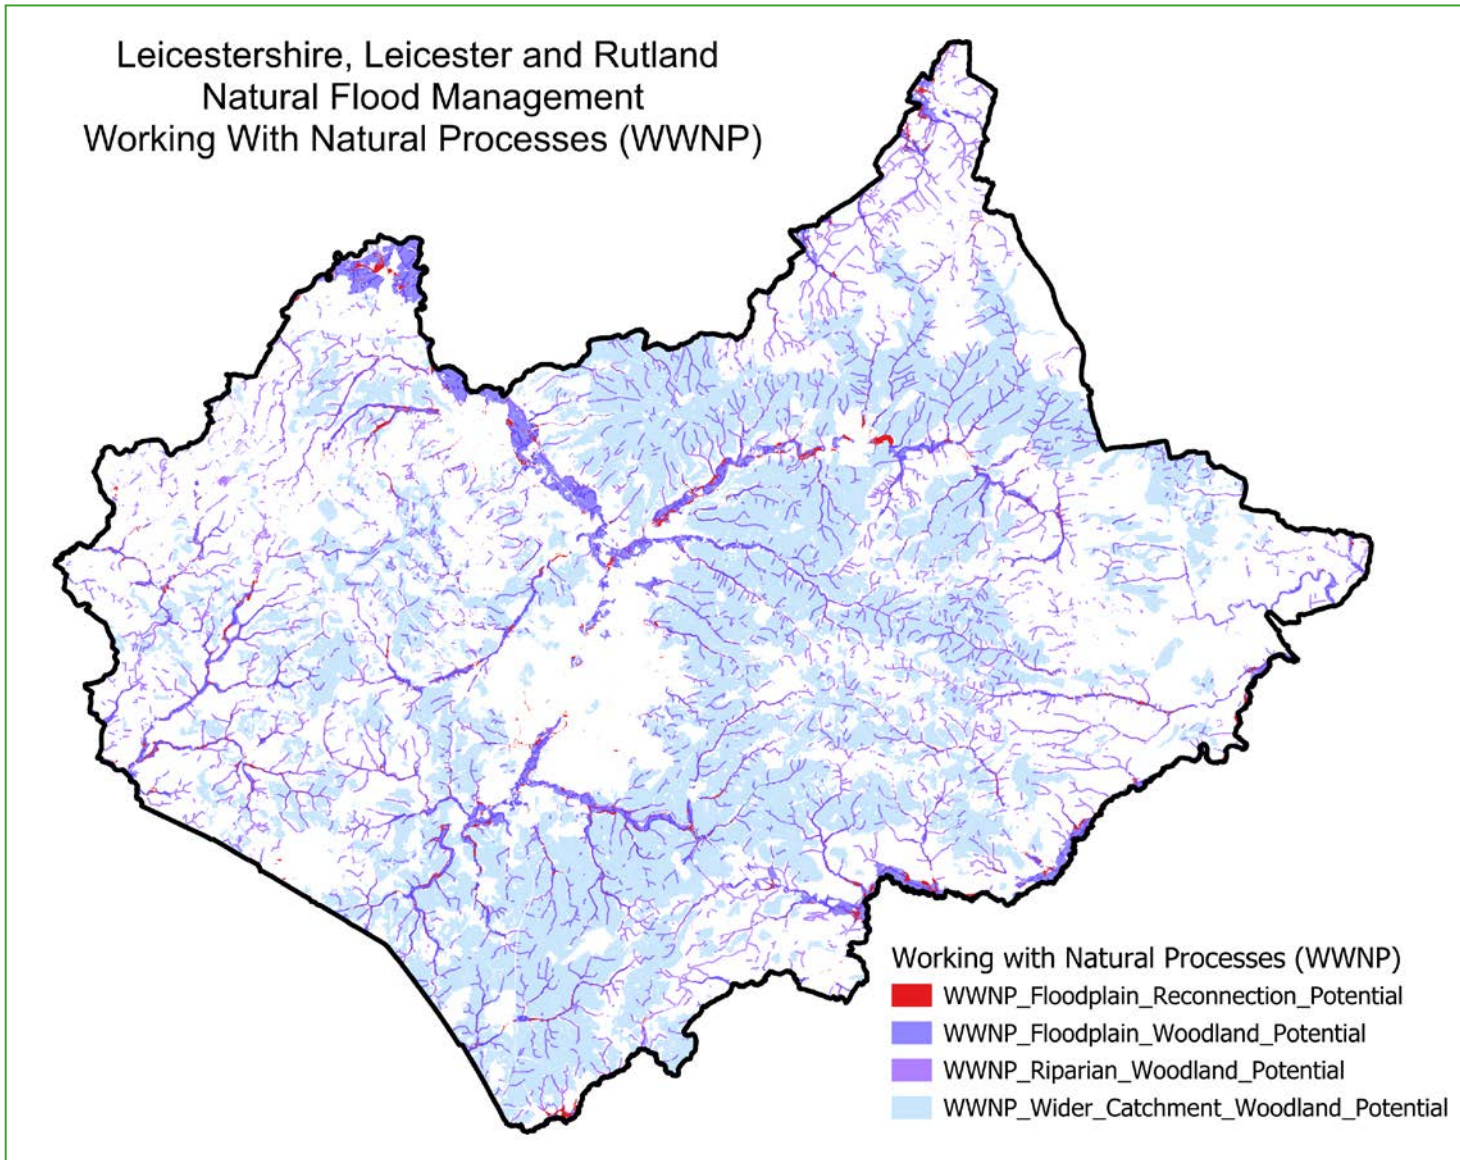 Leicestershire, Leicester and Rutland
Natural Flood Management
Working With Natural Processes (WWNP)
Working with Natural Processes (WWNP)
WWNP_Floodplain_Reconnection_Potential
WWNP_Floodplain_Woodland_Potential
WWNP_Riparian_Woodland_Potential
WWNP_Wider_Catchment_Woodland_Potential